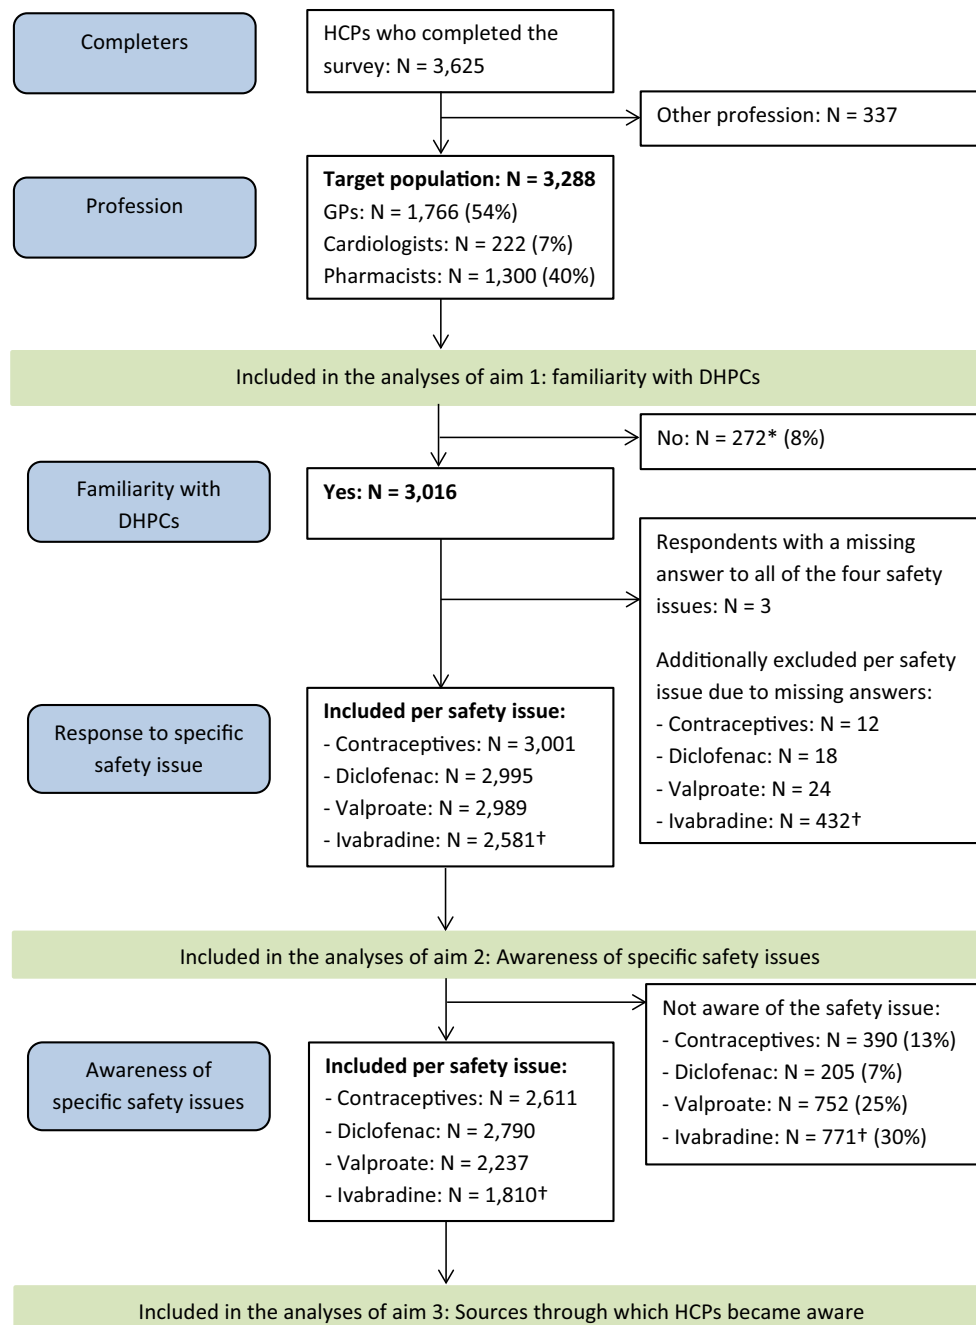 Completers
HCPs who completed the
survey: N = 3,625
Other profession: N = 337
Profession
Target population: N = 3,288
GPs: N = 1,766 (54%)
Cardiologists: N = 222 (7%)
Pharmacists: N = 1,300 (40%)
Included in the analyses of aim 1: familiarity with DHPCs
No: N = 272* (8%)
Familiarity with
DHPCs
Yes: N = 3,016
Respondents with a missing
answer to all of the four safety
issues: N = 3
Additionally excluded per safety
issue due to missing answers:
- Contraceptives: N = 12
- Diclofenac: N = 18
- Valproate: N = 24
- Ivabradine: N = 432†
Response to specific
safety issue
Included per safety issue:
- Contraceptives: N = 3,001
- Diclofenac: N = 2,995
- Valproate: N = 2,989
- Ivabradine: N = 2,581†
Included in the analyses of aim 2: Awareness of specific safety issues
Not aware of the safety issue:
- Contraceptives: N = 390 (13%)
- Diclofenac: N = 205 (7%)
- Valproate: N = 752 (25%)
- Ivabradine: N = 771† (30%)
Awareness of
specific safety issues
Included per safety issue:
- Contraceptives: N = 2,611
- Diclofenac: N = 2,790
- Valproate: N = 2,237
- Ivabradine: N = 1,810†
Included in the analyses of aim 3: Sources through which HCPs became aware